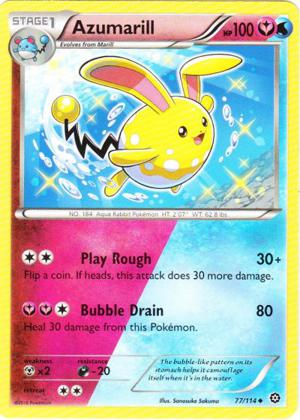 STAGE1
Azumarill
HP100
Evolves from Marill
NO. 184 Aqua Rabbit Pokémon HT. 2'07" WT. 62.8 lbs.
Play Rough 30+
Flip a coin. If heads, this attack does 30 more damage.
Bubble Drain 80
Heal 30 damage from this Pokémon.
weakness
×2
resistance
-20
retreat
The bubble-like pattern on its
stomach helps it camouflage
itself when it's in the water.
Illus. Sanosuke Sakuma
77/114
©2016 Pokémon